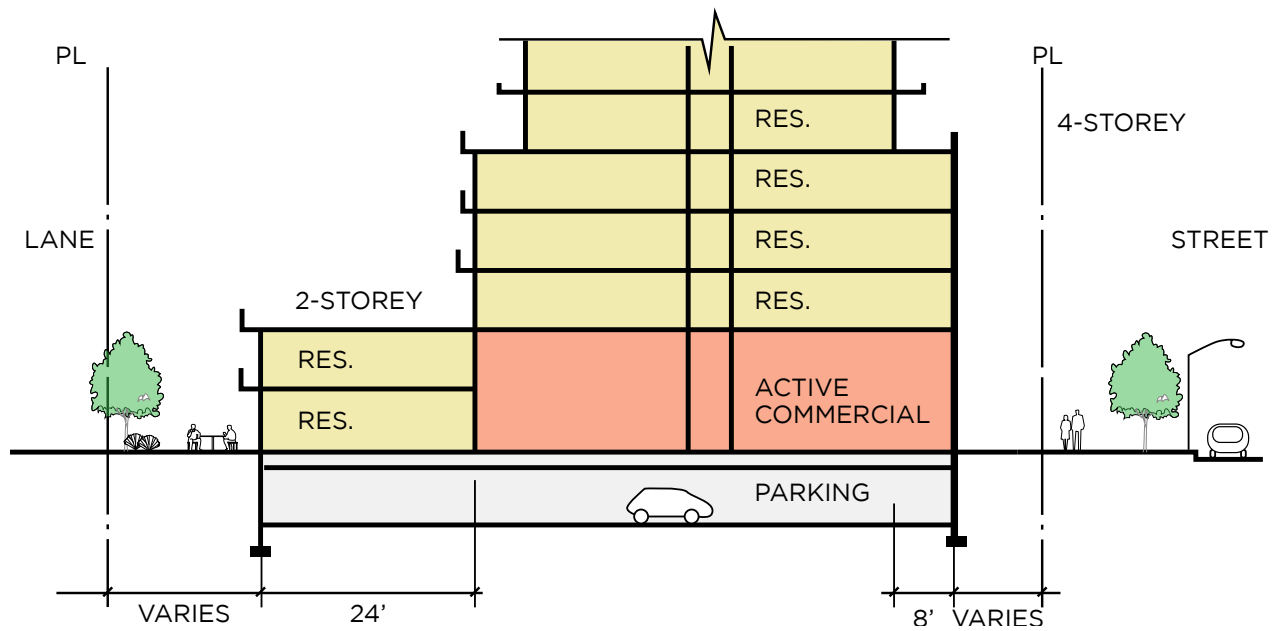 PL
PL
RES.
4-STOREY
RES.
LANE
RES.
STREET
2-STOREY
RES.
RES.
ACTIVE
COMMERCIAL
RES.
PARKING
VARIES
24’
8’
VARIES